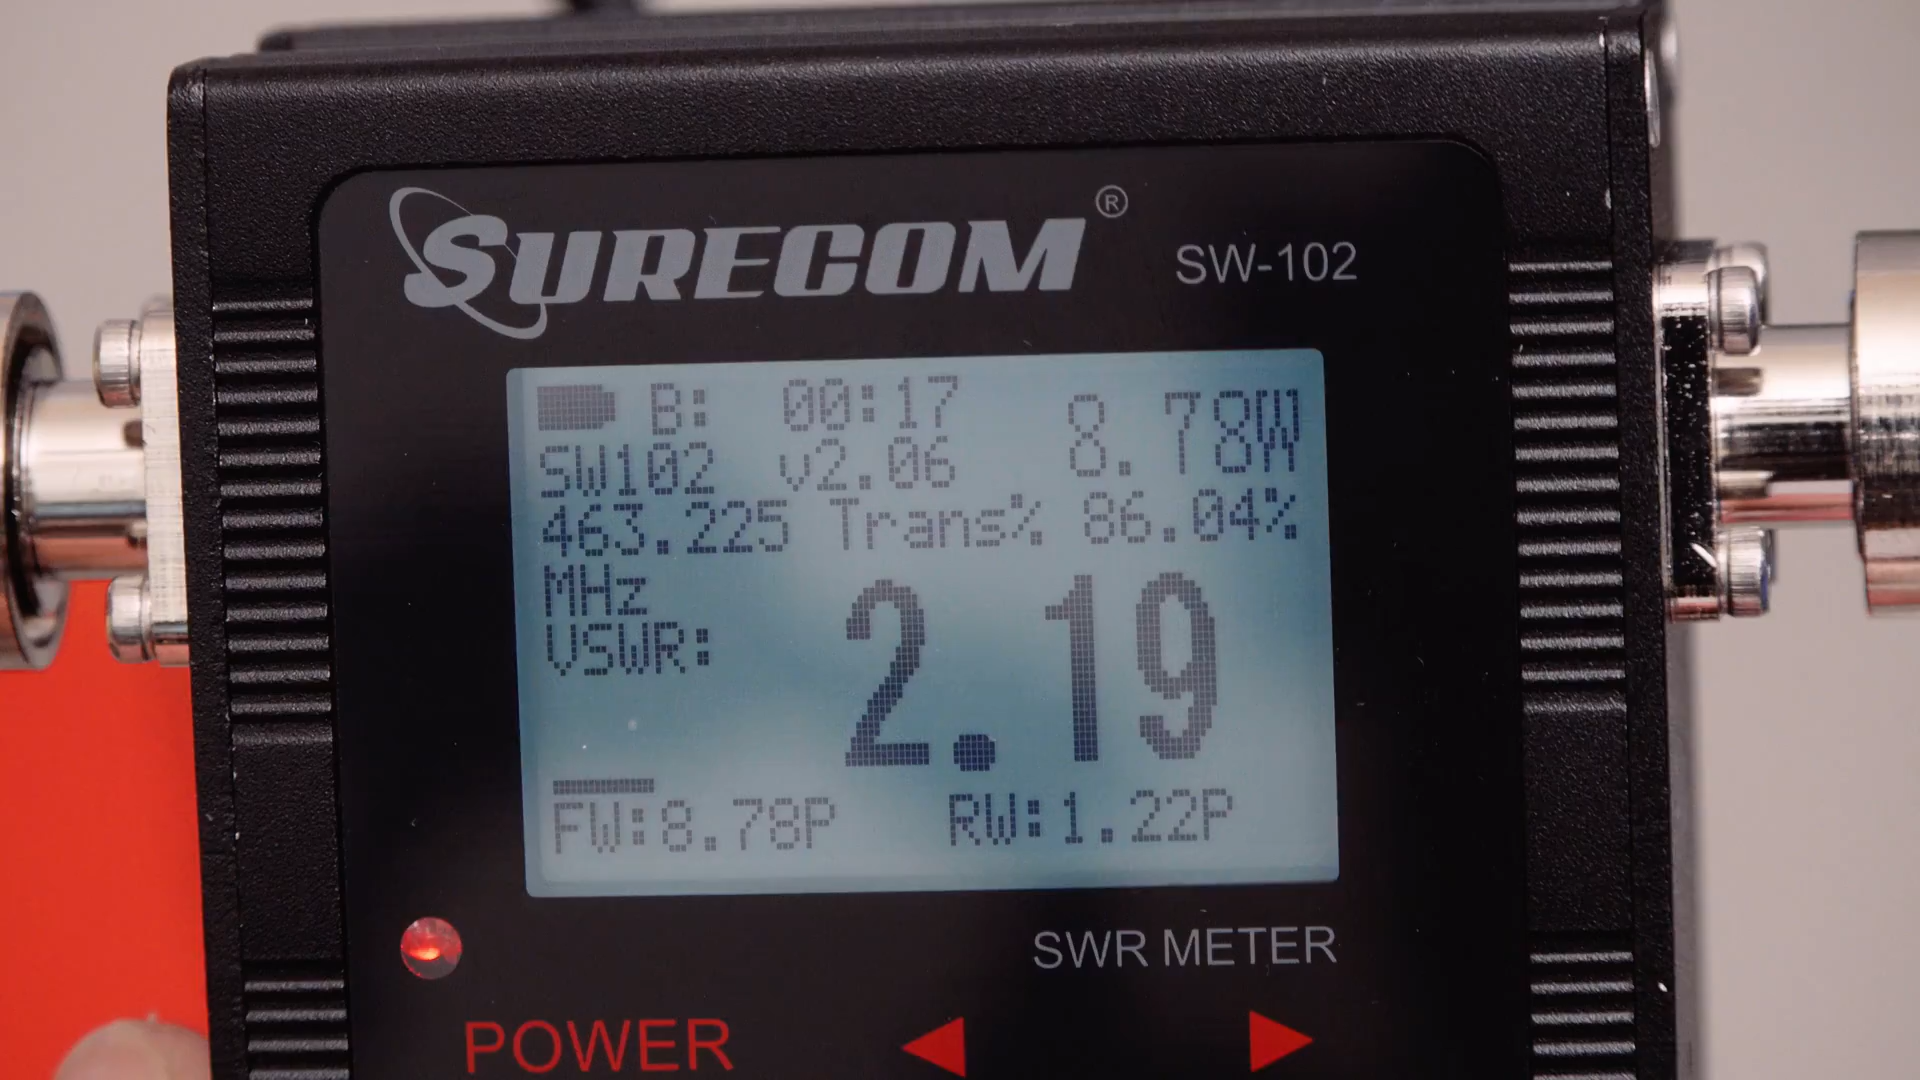 SURECOM ®
SW-102
B: 00:17 8.78W
SW102 v2.06
463.225 Trans% 86.04%
MHz
VSWR: 2.19
FW:8.78P RW:1.22P
SWR METER
POWER